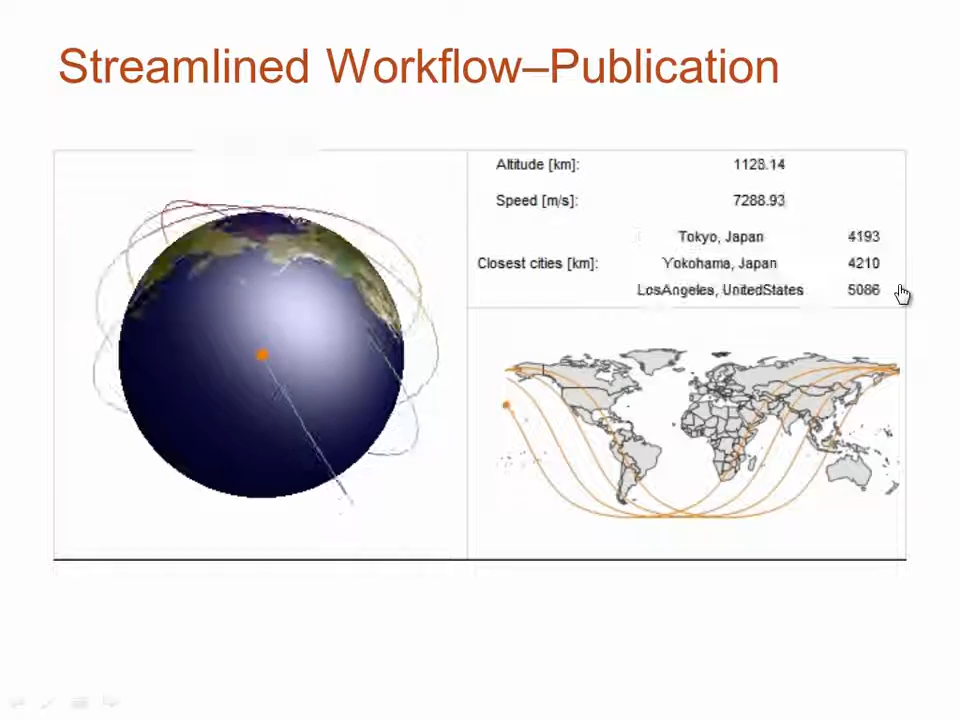 Streamlined Workflow–Publication
Altitude [km]: 1128.14
Speed [m/s]: 7288.93
Tokyo, Japan 4193
Closest cities [km]: Yokohama, Japan 4210
LosAngeles, UnitedStates 5086